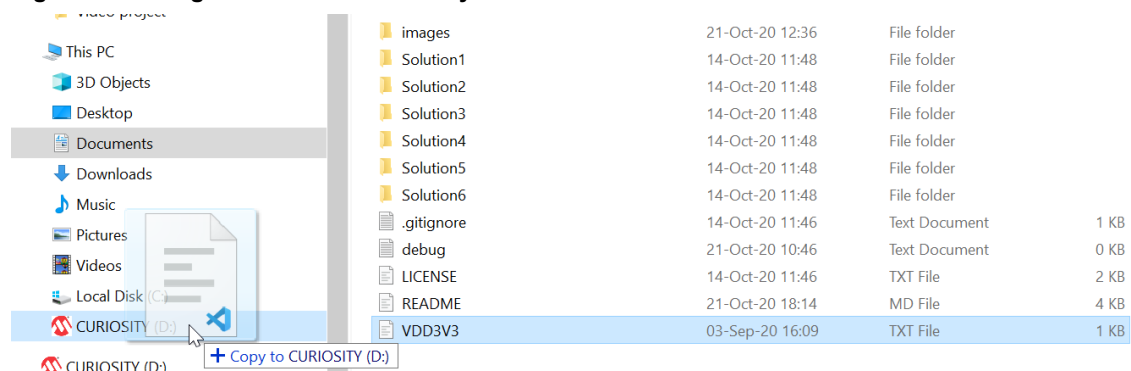 Video project
This PC
3D Objects
Desktop
Documents
Downloads
Music
Pictures
Videos
Local Disk (C:)
CURIOSITY (D:)
+ Copy to CURIOSITY (D:)
CURIOSITY (D:)
images 21-Oct-20 12:36 File folder
Solution1 14-Oct-20 11:48 File folder
Solution2 14-Oct-20 11:48 File folder
Solution3 14-Oct-20 11:48 File folder
Solution4 14-Oct-20 11:48 File folder
Solution5 14-Oct-20 11:48 File folder
Solution6 14-Oct-20 11:48 File folder
.gitignore 14-Oct-20 11:46 Text Document 1 KB
debug 21-Oct-20 10:46 Text Document 0 KB
LICENSE 14-Oct-20 11:46 TXT File 2 KB
README 21-Oct-20 18:14 MD File 4 KB
VDD3V3 03-Sep-20 16:09 TXT File 1 KB